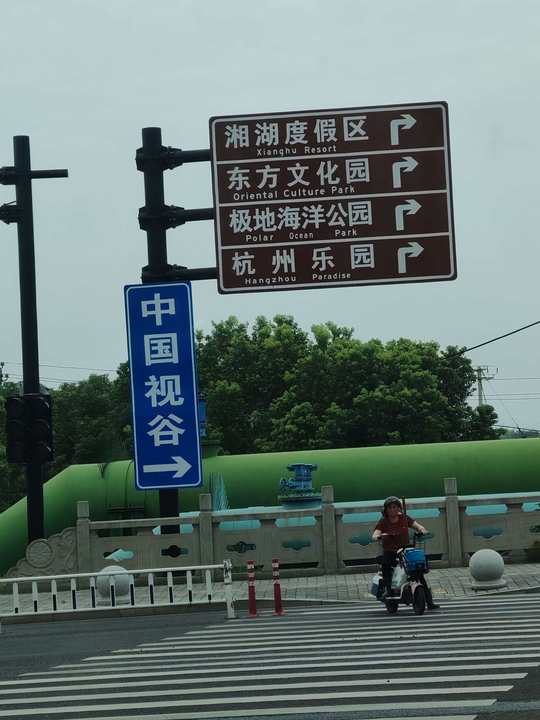 湘湖度假区
Xianghu Resort
东方文化园
Oriental Culture Park
极地海洋公园
Polar Ocean Park
杭州乐园
Hangzhou Paradise
中国视谷